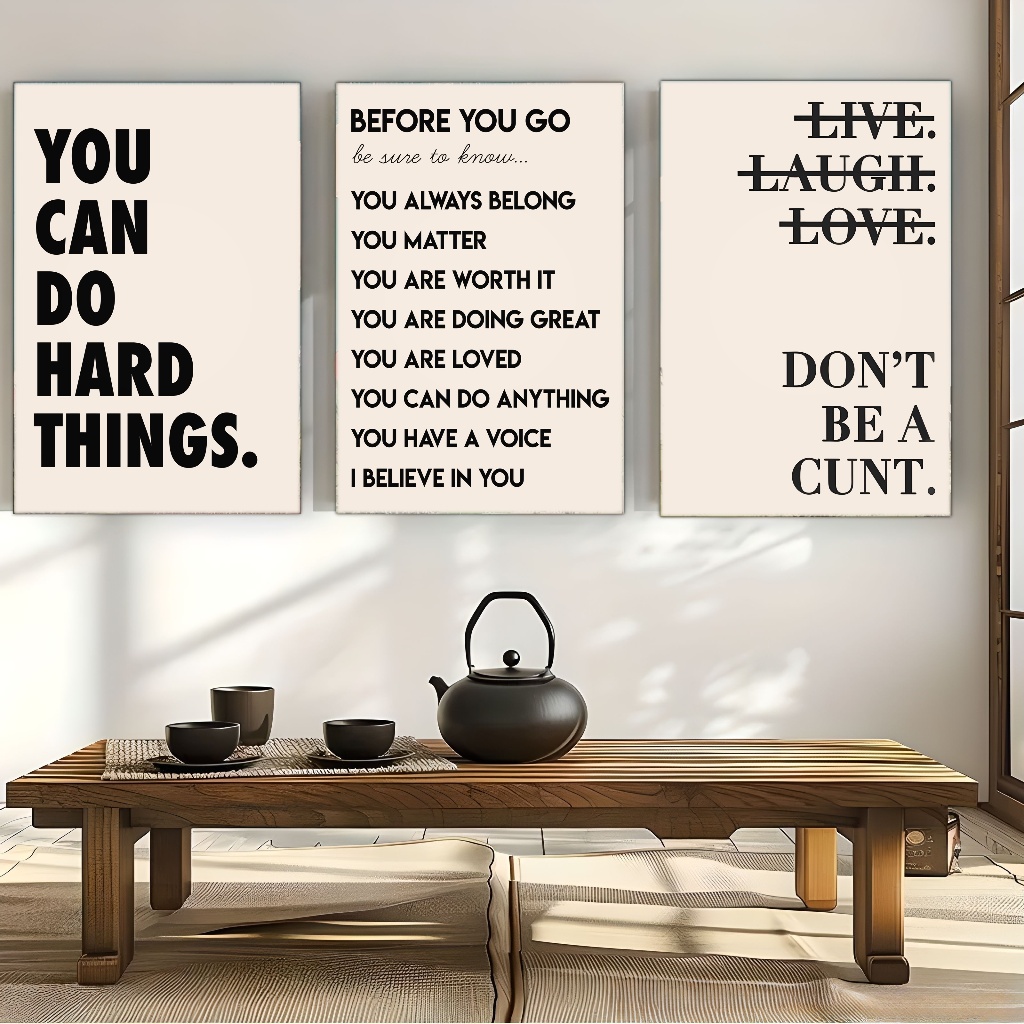 YOU
CAN
DO
HARD
THINGS.
BEFORE YOU GO
be sure to know...
YOU ALWAYS BELONG
YOU MATTER
YOU ARE WORTH IT
YOU ARE DOING GREAT
YOU ARE LOVED
YOU CAN DO ANYTHING
YOU HAVE A VOICE
I BELIEVE IN YOU
LIVE.
LAUGH.
LOVE.
DON'T
BE A
CUNT.